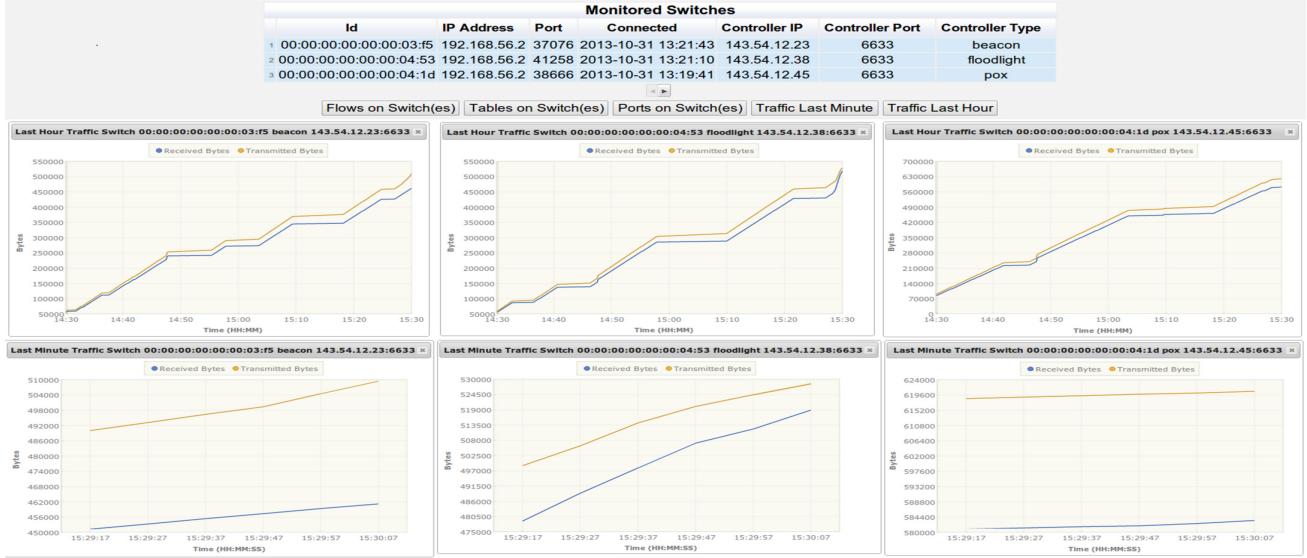 Monitored Switches
Id IP Address Port Connected Controller IP Controller Port Controller Type
1 00:00:00:00:00:00:03:f5 192.168.56.2 37076 2013-10-31 13:21:43 143.54.12.23 6633 beacon
2 00:00:00:00:00:00:04:53 192.168.56.2 41258 2013-10-31 13:21:10 143.54.12.38 6633 floodlight
3 00:00:00:00:00:00:04:1d 192.168.56.2 38666 2013-10-31 13:19:41 143.54.12.45 6633 pox
Flows on Switch(es) Tables on Switch(es) Ports on Switch(es) Traffic Last Minute Traffic Last Hour
Last Hour Traffic Switch 00:00:00:00:00:00:03:f5 beacon 143.54.12.23:6633
Received Bytes Transmitted Bytes
550000
500000
450000
400000
350000
300000
250000
200000
150000
100000
50000
Bytes
14:30 14:40 14:50 15:00 15:10 15:20 15:30
Time (HH:MM)
Last Hour Traffic Switch 00:00:00:00:00:00:04:53 floodlight 143.54.12.38:6633
Received Bytes Transmitted Bytes
550000
500000
450000
400000
350000
300000
250000
200000
150000
100000
50000
Bytes
14:30 14:40 14:50 15:00 15:10 15:20 15:30
Time (HH:MM)
Last Hour Traffic Switch 00:00:00:00:00:00:04:1d pox 143.54.12.45:6633
Received Bytes Transmitted Bytes
700000
630000
560000
490000
420000
350000
280000
210000
140000
70000
0
Bytes
14:30 14:40 14:50 15:00 15:10 15:20 15:30
Time (HH:MM)
Last Minute Traffic Switch 00:00:00:00:00:00:03:f5 beacon 143.54.12.23:6633
Received Bytes Transmitted Bytes
510000
504000
498000
492000
486000
480000
474000
468000
462000
456000
450000
Bytes
15:29:17 15:29:27 15:29:37 15:29:47 15:29:57 15:30:07
Time (HH:MM:SS)
Last Minute Traffic Switch 00:00:00:00:00:00:04:53 floodlight 143.54.12.38:6633
Received Bytes Transmitted Bytes
530000
524500
519000
513500
508000
502500
497000
491500
486000
480500
475000
Bytes
15:29:17 15:29:27 15:29:37 15:29:47 15:29:57 15:30:07
Time (HH:MM:SS)
Last Minute Traffic Switch 00:00:00:00:00:00:04:1d pox 143.54.12.45:6633
Received Bytes Transmitted Bytes
624000
619600
615200
610800
606400
602000
597600
593200
588800
584400
580000
Bytes
15:29:17 15:29:27 15:29:37 15:29:47 15:29:57 15:30:07
Time (HH:MM:SS)